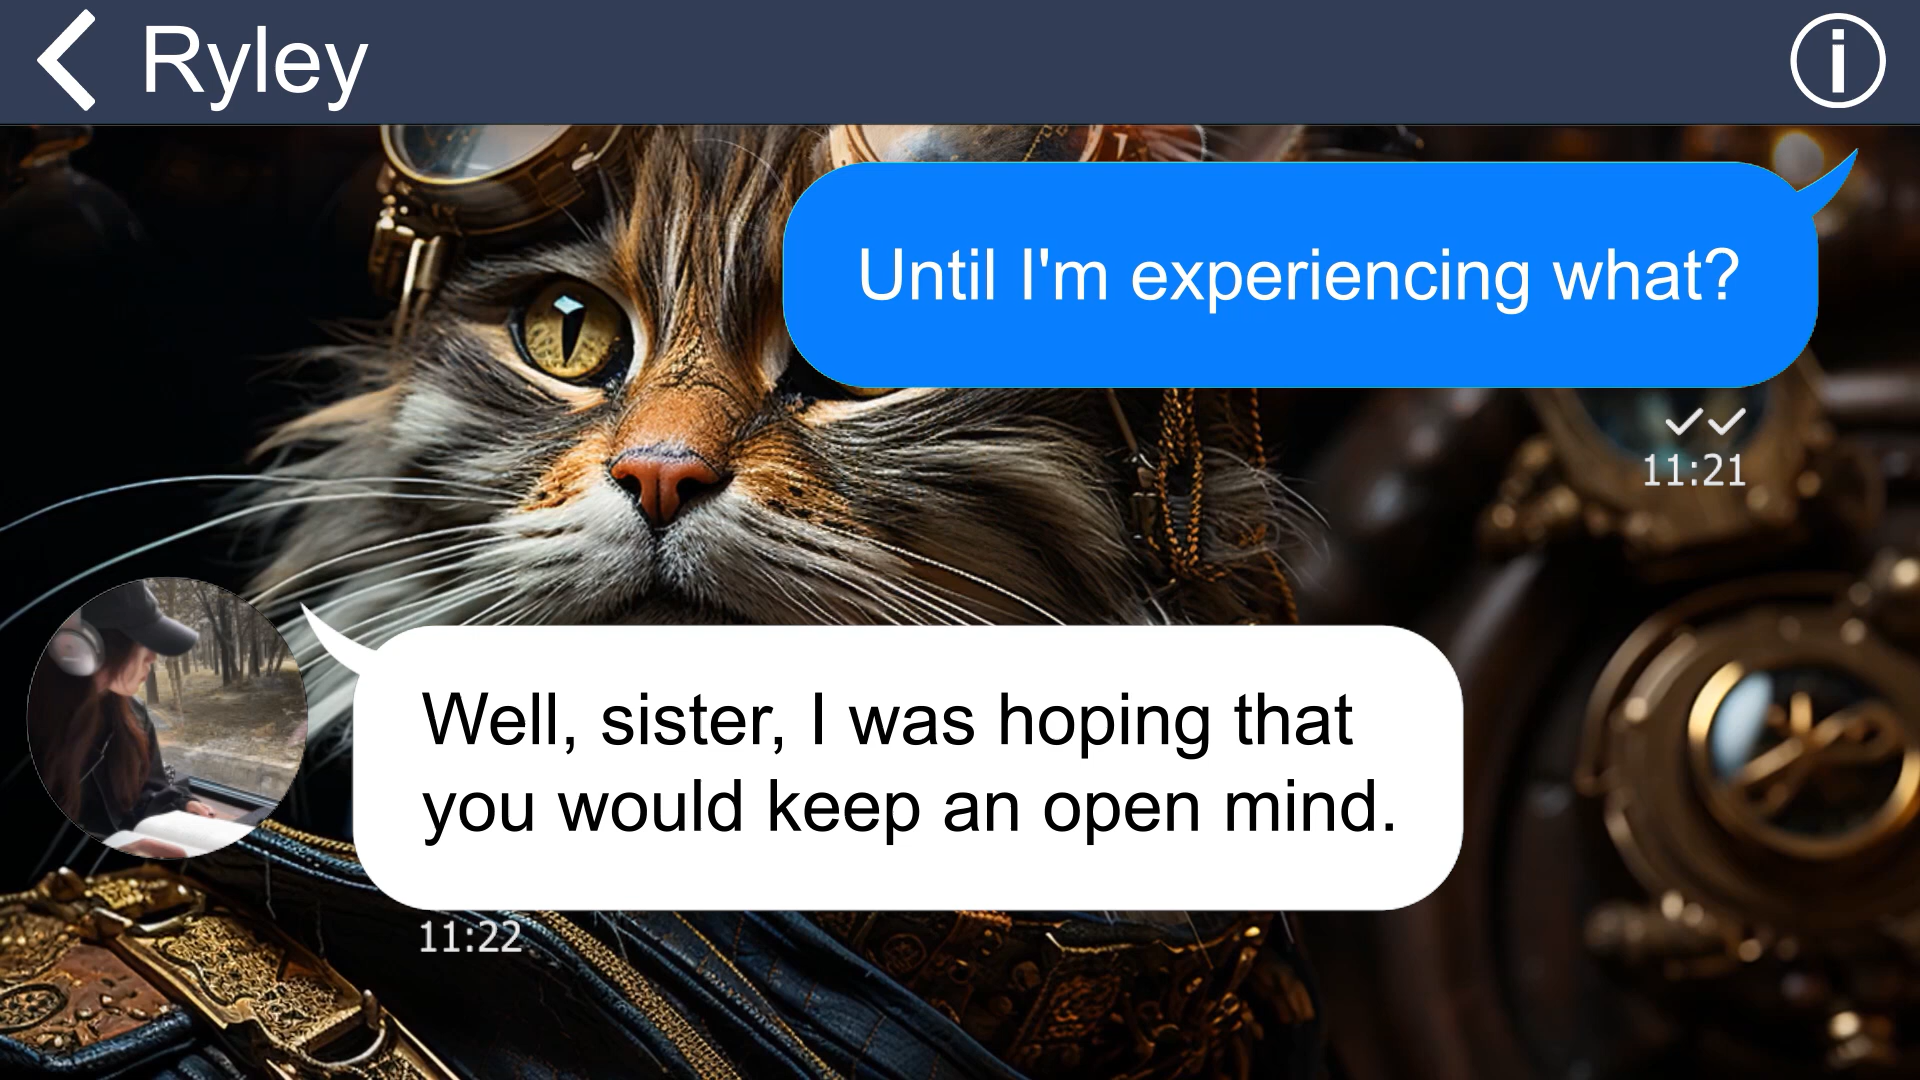 Ryley
Until I'm experiencing what?
11:21
Well, sister, I was hoping that
you would keep an open mind.
11:22